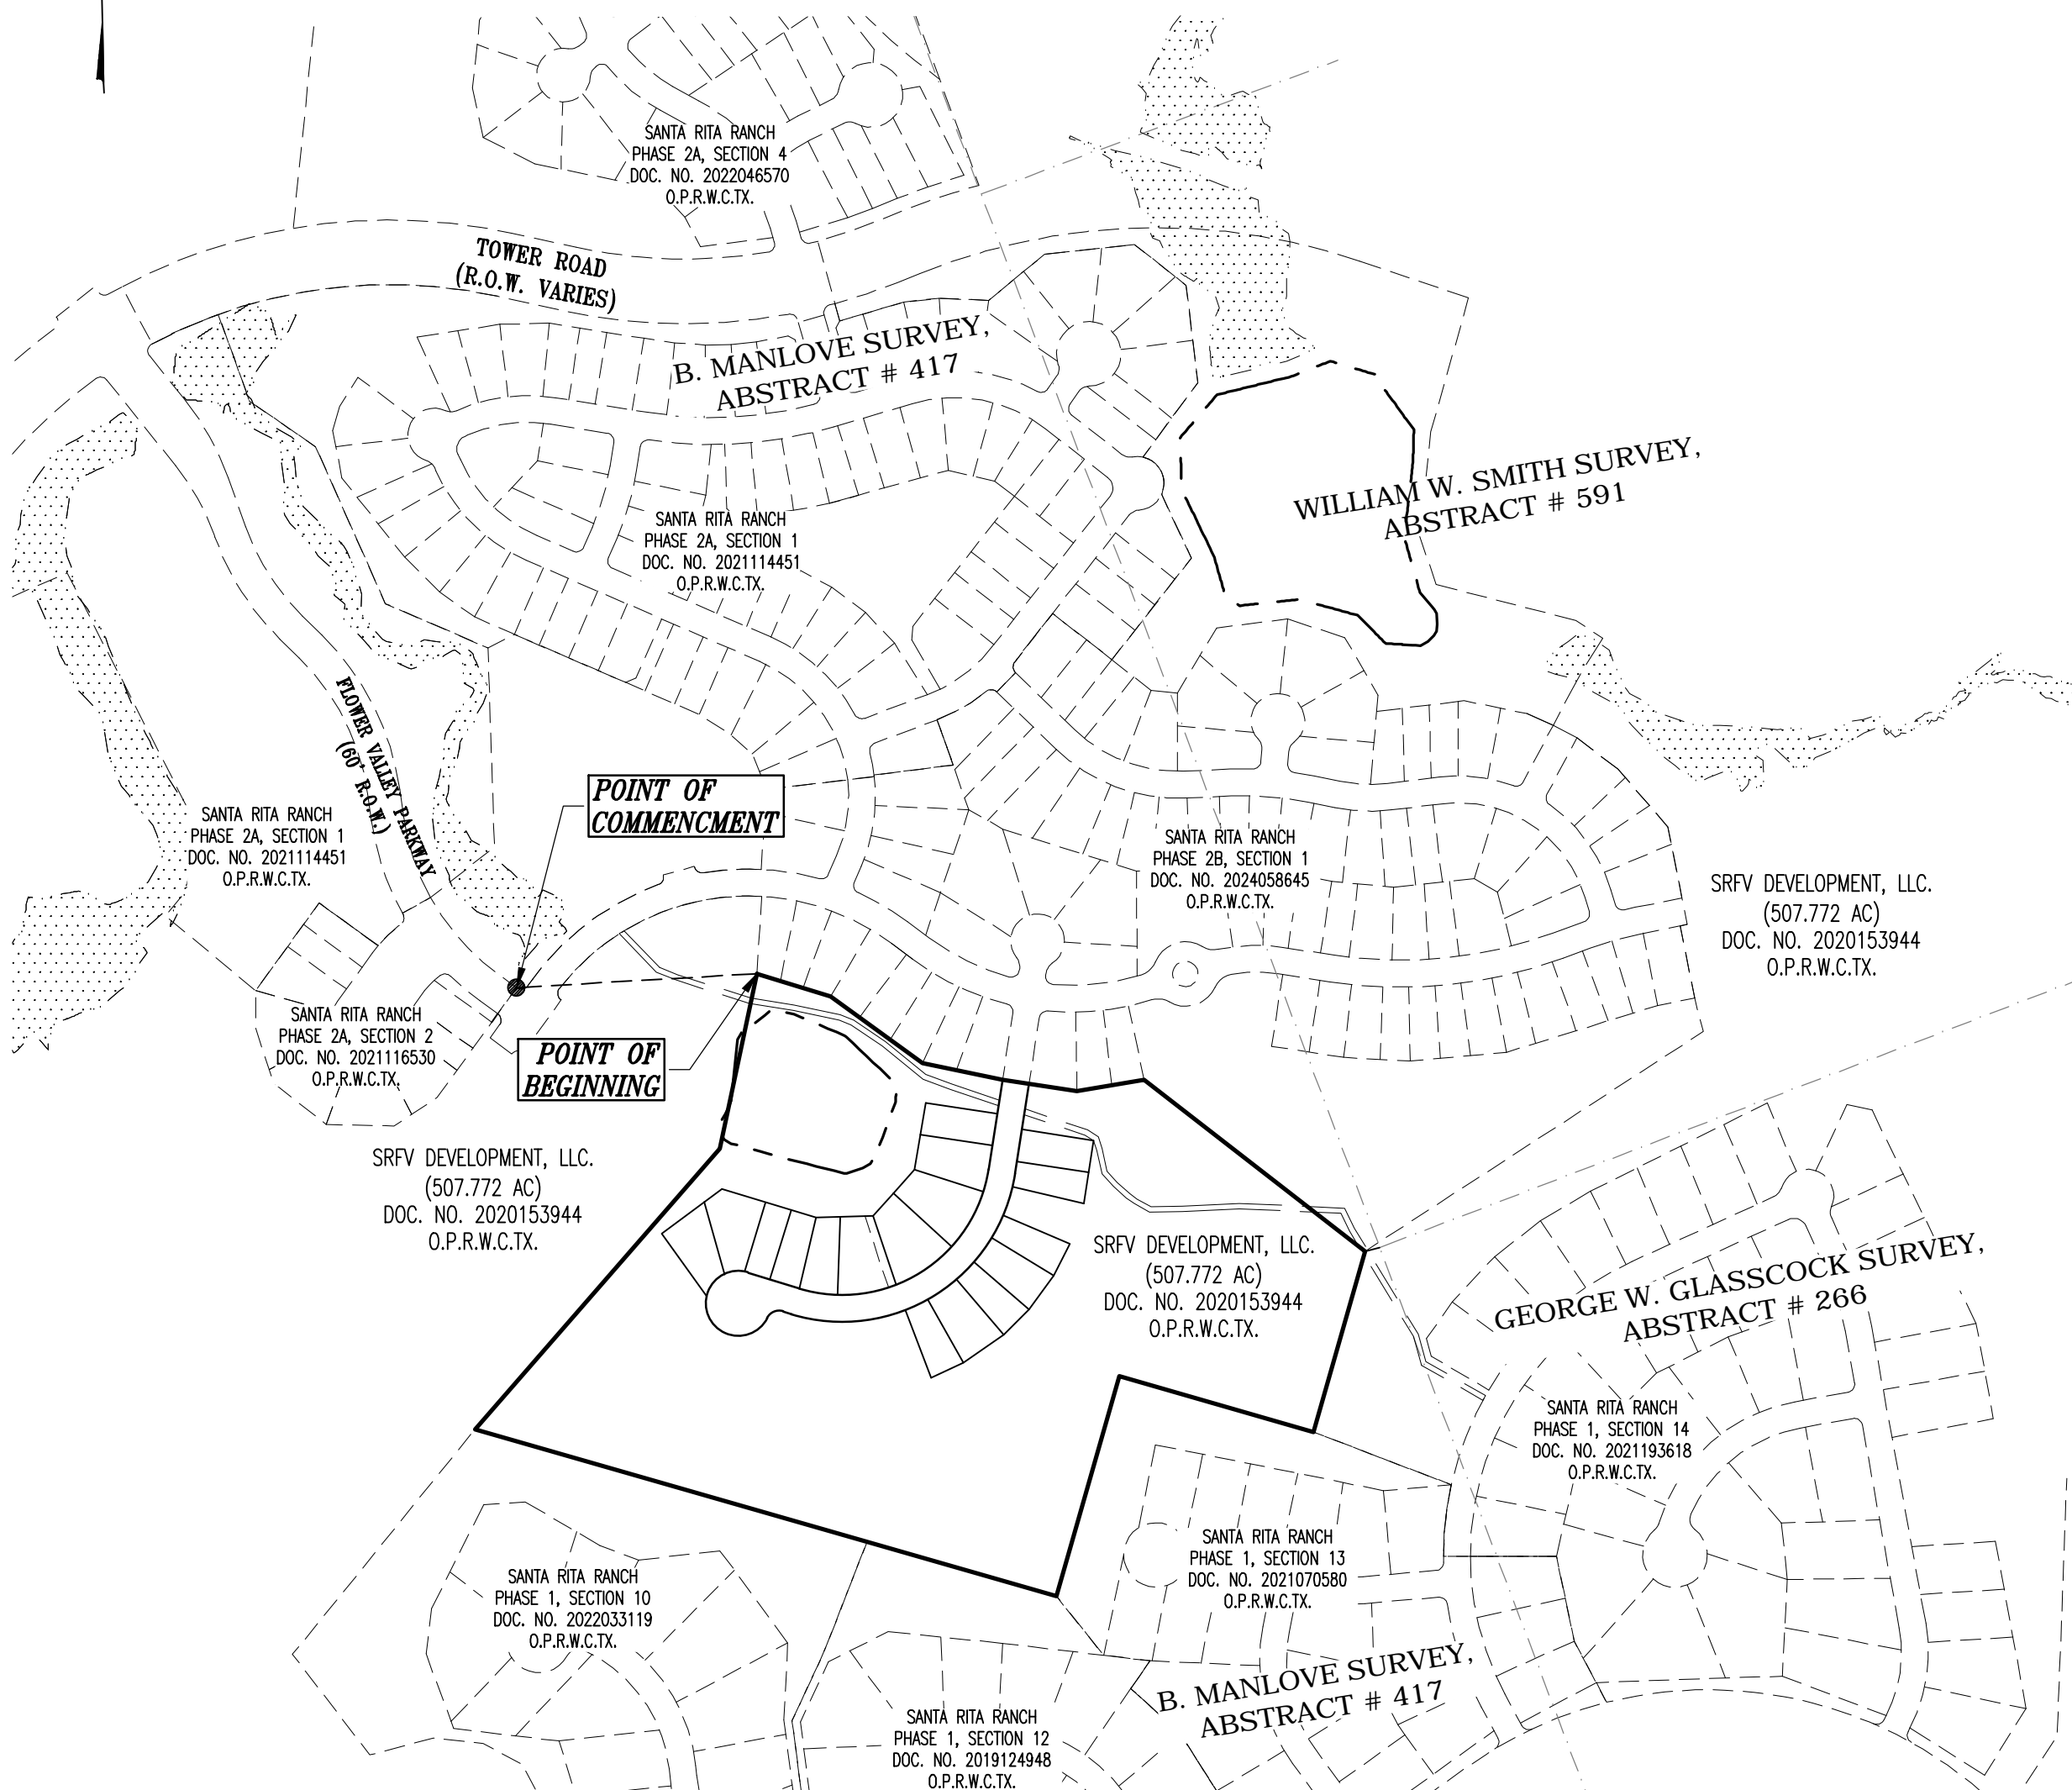 SANTA RITA RANCH
PHASE 2A, SECTION 4
DOC. NO. 2022046570
O.P.R.W.C.TX.
TOWER ROAD
(R.O.W. VARIES)
B. MANLOVE SURVEY,
ABSTRACT # 417
WILLIAM W. SMITH SURVEY,
ABSTRACT # 591
SANTA RITA RANCH
PHASE 2A, SECTION 1
DOC. NO. 2021114451
O.P.R.W.C.TX.
FLOWER VALLEY PARKWAY
(60' R.O.W.)
POINT OF
COMMENCMENT
SANTA RITA RANCH
PHASE 2A, SECTION 1
DOC. NO. 2021114451
O.P.R.W.C.TX.
SANTA RITA RANCH
PHASE 2B, SECTION 1
DOC. NO. 2024058645
O.P.R.W.C.TX.
SRFV DEVELOPMENT, LLC.
(507.772 AC)
DOC. NO. 2020153944
O.P.R.W.C.TX.
SANTA RITA RANCH
PHASE 2A, SECTION 2
DOC. NO. 2021116530
O.P.R.W.C.TX.
POINT OF
BEGINNING
SRFV DEVELOPMENT, LLC.
(507.772 AC)
DOC. NO. 2020153944
O.P.R.W.C.TX.
SRFV DEVELOPMENT, LLC.
(507.772 AC)
DOC. NO. 2020153944
O.P.R.W.C.TX.
GEORGE W. GLASSCOCK SURVEY,
ABSTRACT # 266
SANTA RITA RANCH
PHASE 1, SECTION 14
DOC. NO. 2021193618
O.P.R.W.C.TX.
SANTA RITA RANCH
PHASE 1, SECTION 13
DOC. NO. 2021070580
O.P.R.W.C.TX.
SANTA RITA RANCH
PHASE 1, SECTION 10
DOC. NO. 2022033119
O.P.R.W.C.TX.
B. MANLOVE SURVEY,
ABSTRACT # 417
SANTA RITA RANCH
PHASE 1, SECTION 12
DOC. NO. 2019124948
O.P.R.W.C.TX.